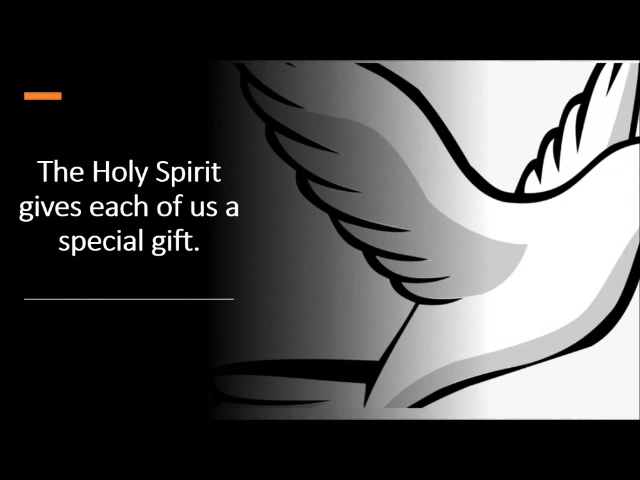 The Holy Spirit
gives each of us a
special gift.